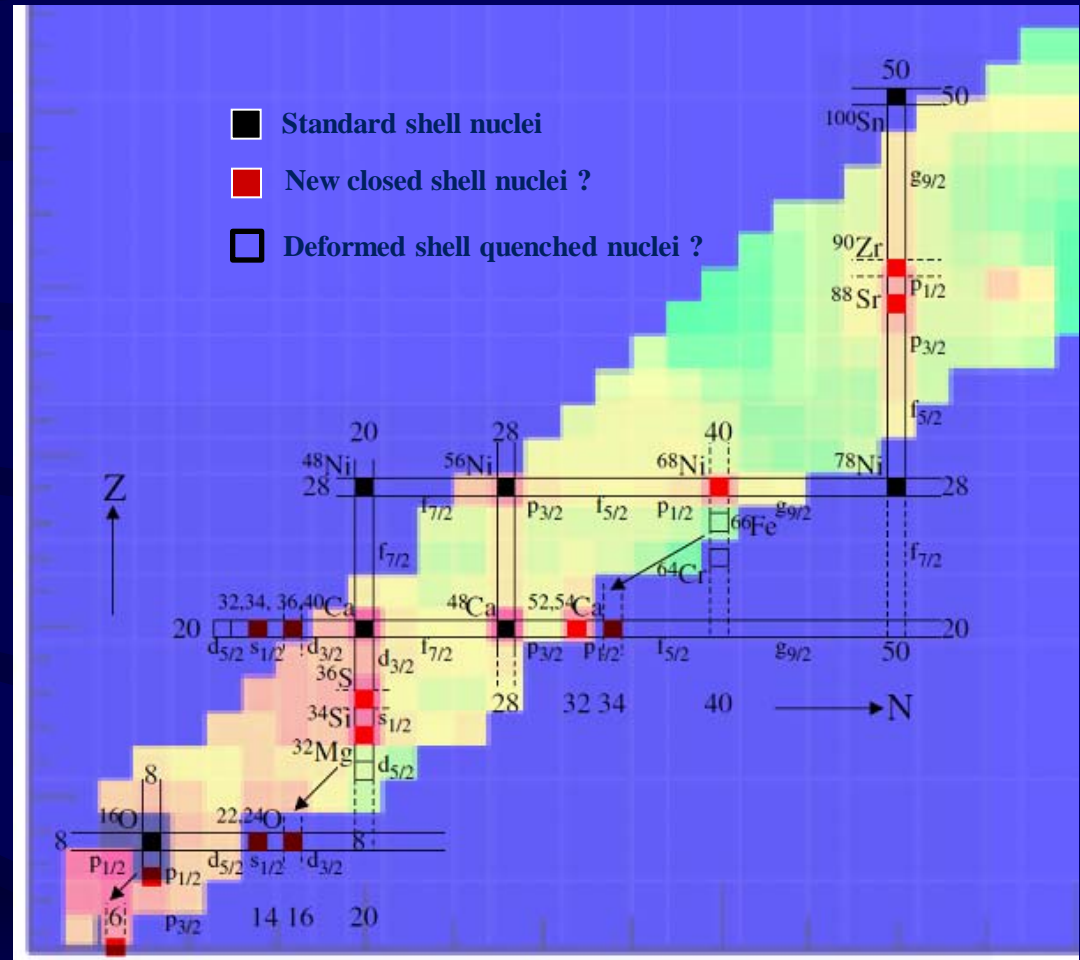 50
50
¹⁰⁰Sn
Standard shell nuclei
New closed shell nuclei ?
g9/2
Deformed shell quenched nuclei ?
⁹⁰Zr
p1/2
⁸⁸Sr
p3/2
f5/2
20 28 40
⁴⁸Ni ⁵⁶Ni ⁶⁸Ni ⁷⁸Ni
28 28
Z
f7/2 p3/2 f5/2 p1/2 g9/2
⁶⁶Fe
f7/2 f7/2
⁶⁴Cr
32,34, 36,40Ca ⁴⁸Ca 52,54Ca
20 20
d5/2 s1/2 d3/2 d3/2 f7/2 p3/2 p1/2 f5/2 g9/2 50
³⁶S
28 32 34 40 N
³⁴Si s1/2
³²Mg d5/2
8
¹⁶O 22,24O
8 8
p1/2 p1/2 d5/2 s1/2 d3/2
6 p3/2 14 16 20